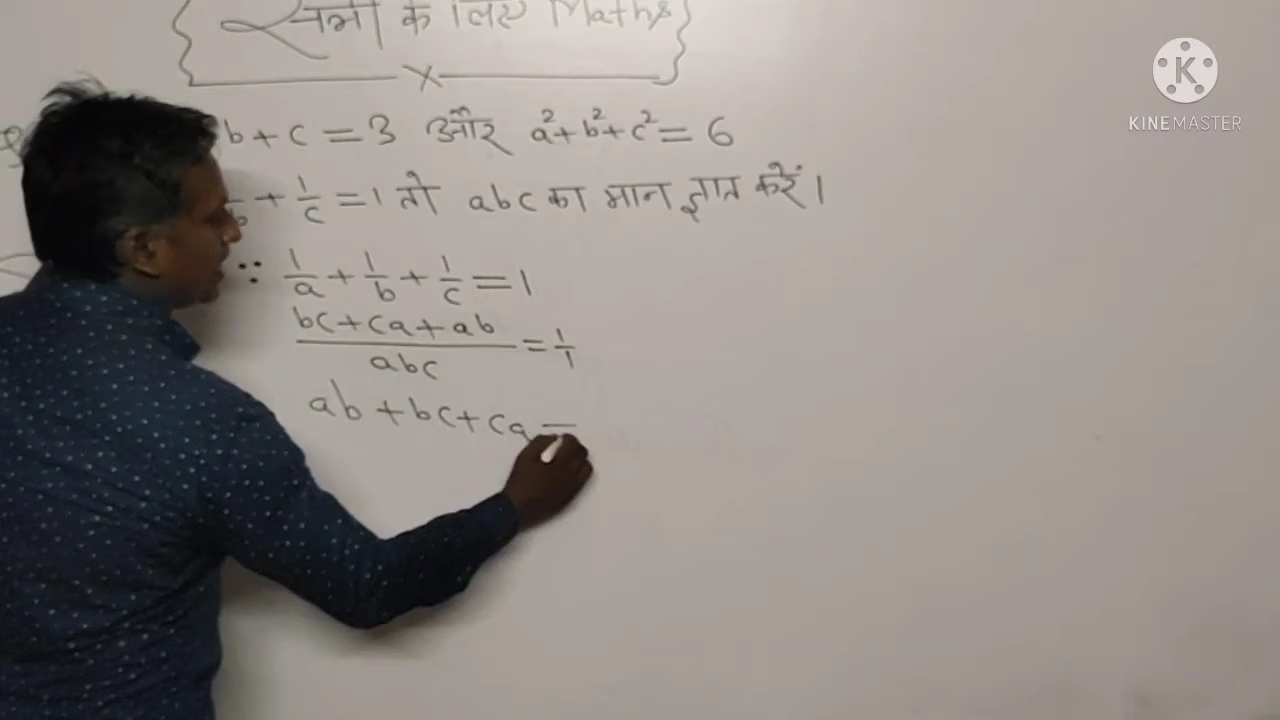 के लिए Maths
b + c = 3 और a² + b² + c² = 6
+ 1/c = 1 तो abc का मान ज्ञात करें।
∵ 1/a + 1/b + 1/c = 1
bc + ca + ab / abc = 1/1
ab + bc + ca =
KINEMASTER